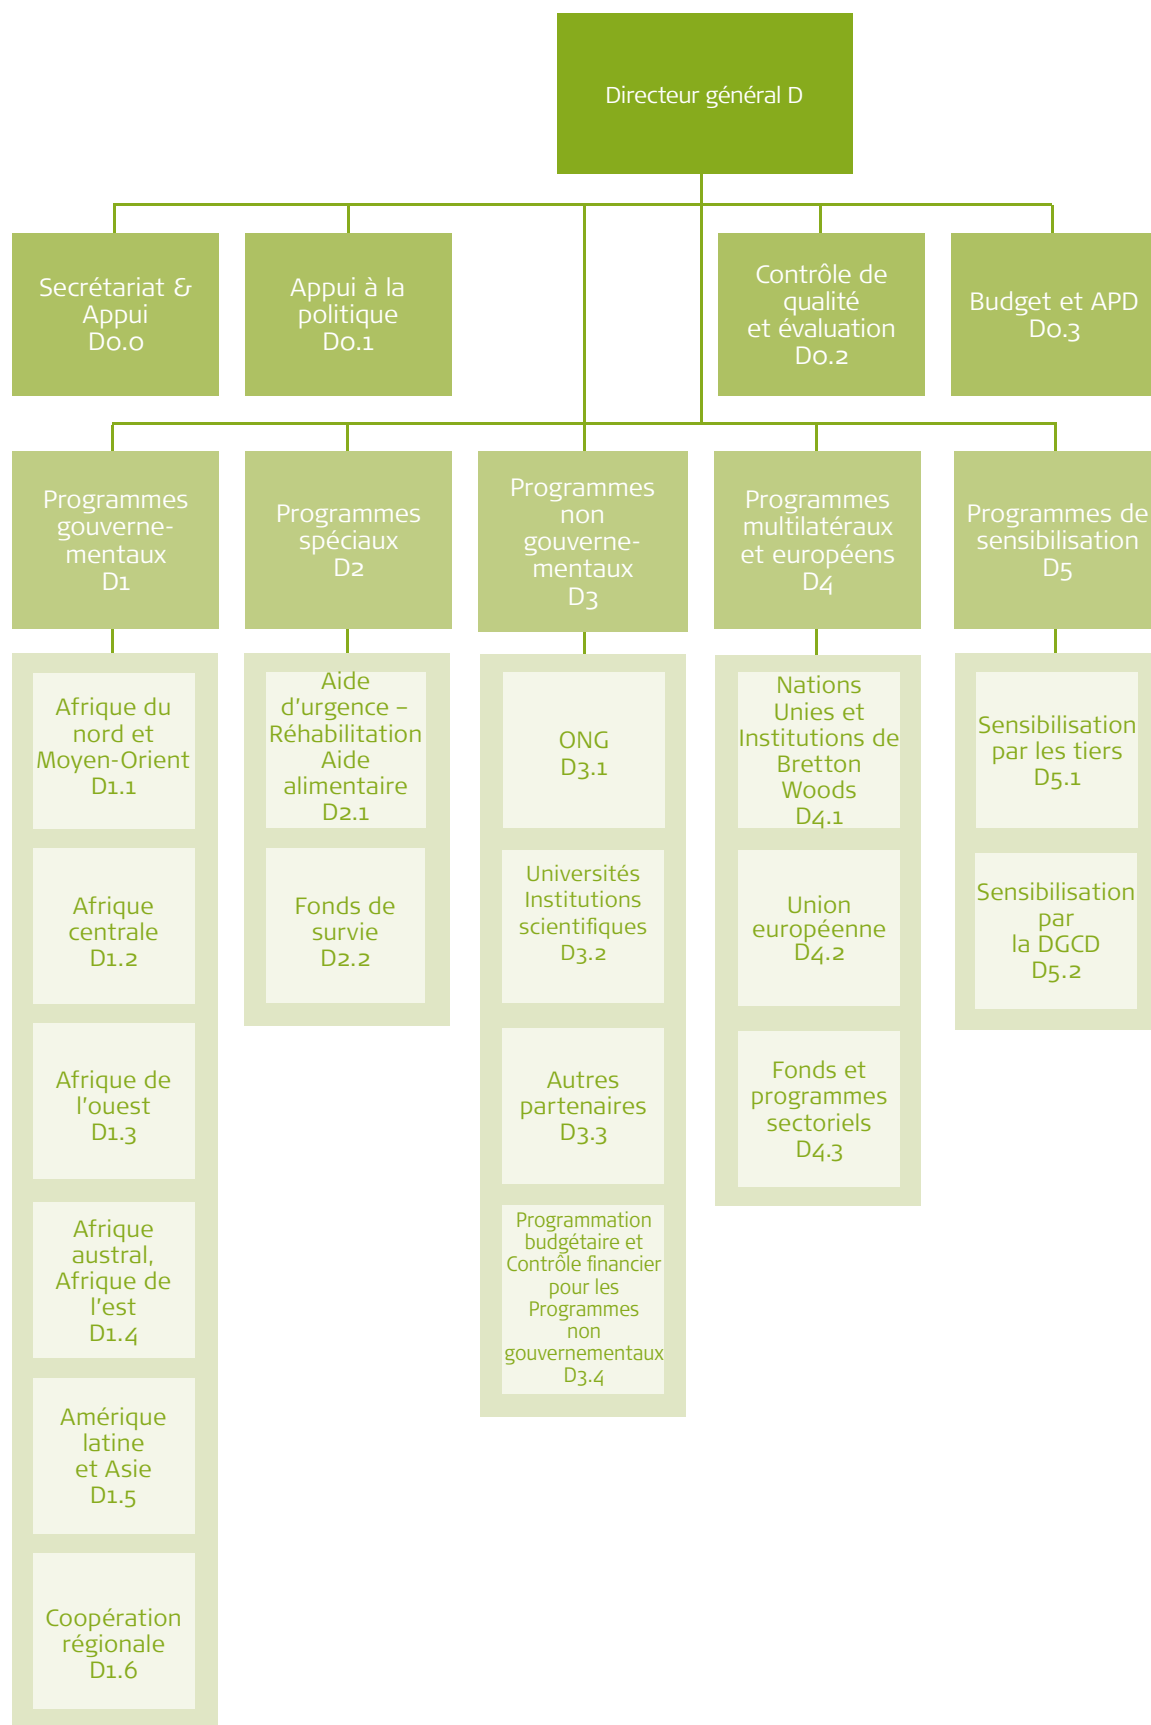 Directeur général D
Secrétariat &
Appui
D0.0
Appui à la
politique
D0.1
Contrôle de
qualité
et évaluation
D0.2
Budget et APD
D0.3
Programmes
gouverne-
mentaux
D1
Programmes
spéciaux
D2
Programmes
non
gouverne-
mentaux
D3
Programmes
multilatéraux
et européens
D4
Programmes de
sensibilisation
D5
Afrique du
nord et
Moyen-Orient
D1.1
Afrique
centrale
D1.2
Afrique de
l'ouest
D1.3
Afrique
austral,
Afrique de
l'est
D1.4
Amérique
latine
et Asie
D1.5
Coopération
régionale
D1.6
Aide
d'urgence –
Réhabilitation
Aide
alimentaire
D2.1
Fonds de
survie
D2.2
ONG
D3.1
Universités
Institutions
scientifiques
D3.2
Autres
partenaires
D3.3
Programmation
budgétaire et
Contrôle financier
pour les
Programmes
non
gouvernementaux
D3.4
Nations
Unies et
Institutions de
Bretton
Woods
D4.1
Union
européenne
D4.2
Fonds et
programmes
sectoriels
D4.3
Sensibilisation
par les tiers
D5.1
Sensibilisation
par
la DGCD
D5.2